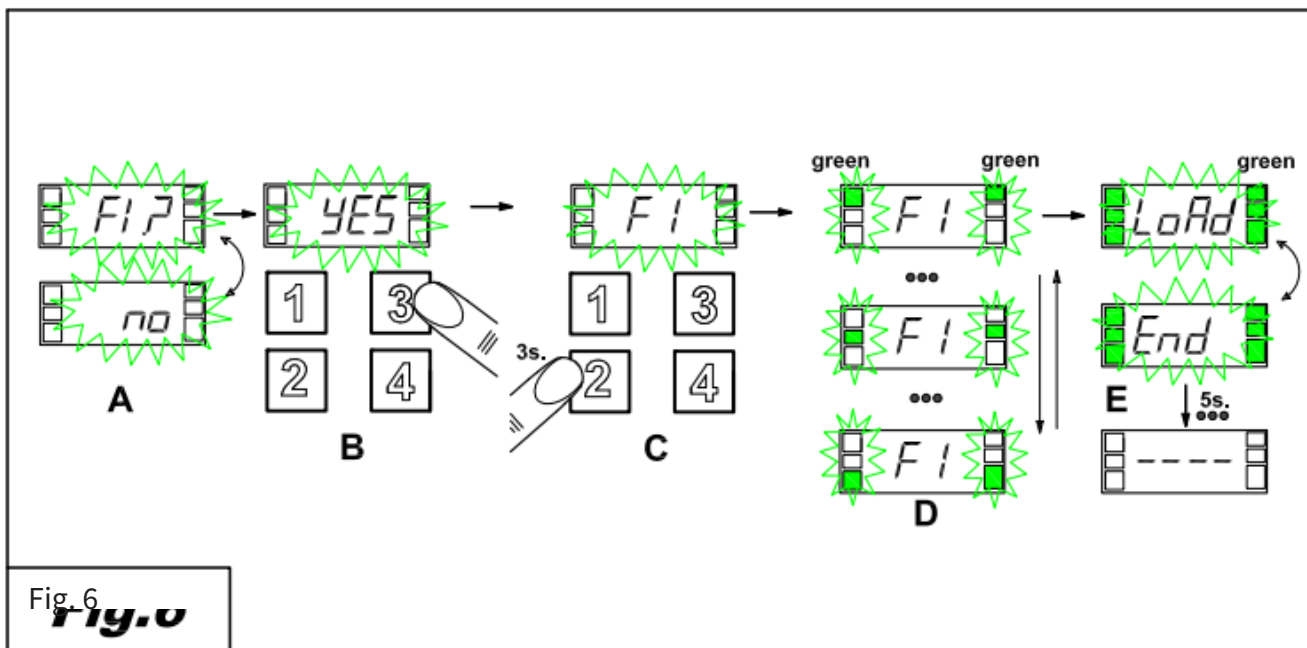 green
green
green
F1?
YES
F1
F1
LoAd
no
1
3
1
3
F1
End
2
4
3s.
2
4
A
B
C
F1
E
5s.
----
D
Fig. 6
Fig.6